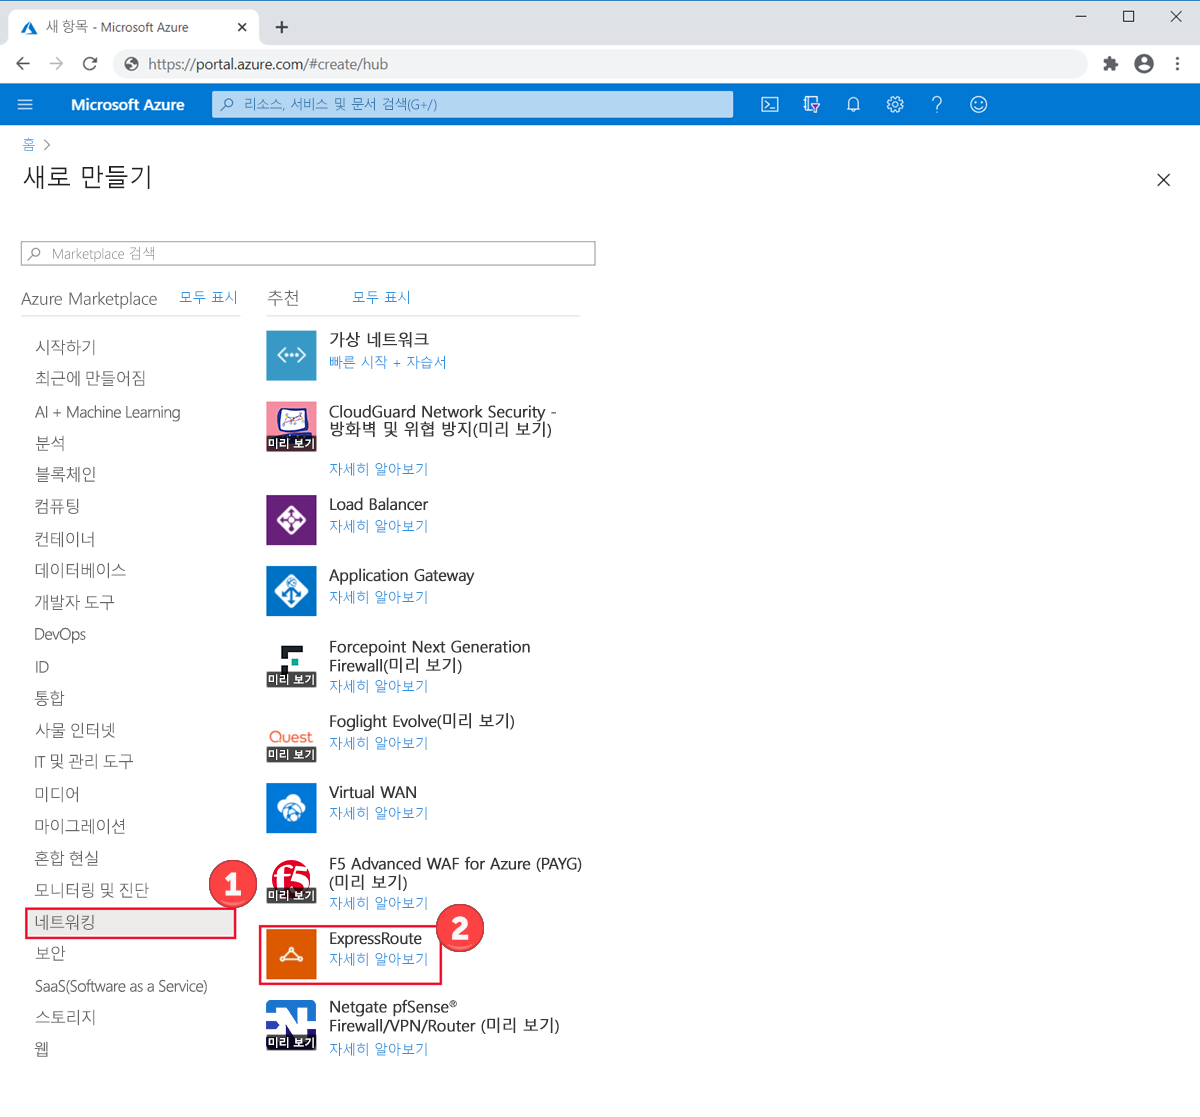 새 항목 - Microsoft Azure
https://portal.azure.com/#create/hub
Microsoft Azure
리소스, 서비스 및 문서 검색(G+/)
홈
새로 만들기
Marketplace 검색
Azure Marketplace 모두 표시
시작하기
최근에 만들어짐
AI + Machine Learning
분석
블록체인
컴퓨팅
컨테이너
데이터베이스
개발자 도구
DevOps
ID
통합
사물 인터넷
IT 및 관리 도구
미디어
마이그레이션
혼합 현실
모니터링 및 진단
1
네트워킹
보안
SaaS(Software as a Service)
스토리지
웹
추천 모두 표시
가상 네트워크
빠른 시작 + 자습서
CloudGuard Network Security -
방화벽 및 위협 방지(미리 보기)
미리 보기
자세히 알아보기
Load Balancer
자세히 알아보기
Application Gateway
자세히 알아보기
Forcepoint Next Generation
Firewall(미리 보기)
미리 보기
자세히 알아보기
Foglight Evolve(미리 보기)
Quest
미리 보기
자세히 알아보기
Virtual WAN
자세히 알아보기
F5 Advanced WAF for Azure (PAYG)
(미리 보기)
f5
미리 보기
자세히 알아보기
2
ExpressRoute
자세히 알아보기
Netgate pfSense®
Firewall/VPN/Router (미리 보기)
미리 보기
자세히 알아보기